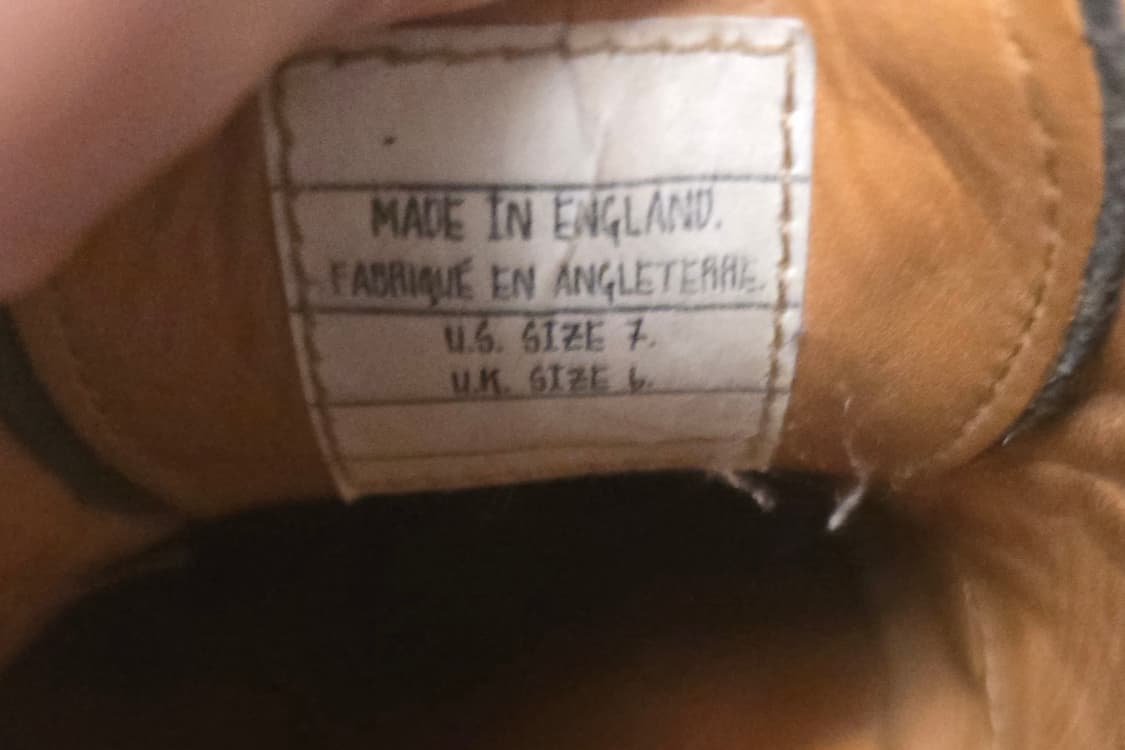 MADE IN ENGLAND.
FABRIQUÉ EN ANGLETERRE.
U.S. SIZE 7.
U.K. SIZE 6.